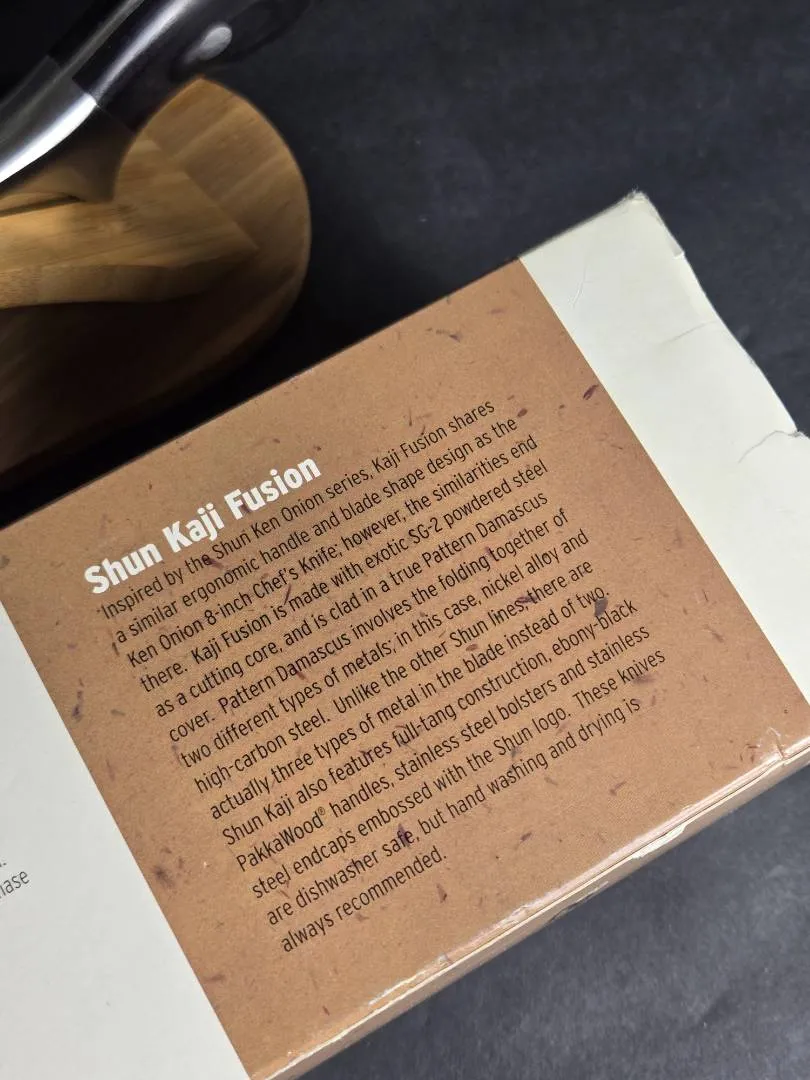 Shun Kaji Fusion
Inspired by the Shun Ken Onion series, Kaji Fusion shares
a similar ergonomic handle and blade shape design as the
Ken Onion 8-inch Chef's Knife; however, the similarities end
there. Kaji Fusion is made with exotic SG-2 powdered steel
as a cutting core, and is clad in a true Pattern Damascus
cover. Pattern Damascus involves the folding together of
two different types of metals; in this case, nickel alloy and
high-carbon steel. Unlike the other Shun lines, there are
actually three types of metal in the blade instead of two.
Shun Kaji also features full-tang construction, ebony-black
PakkaWood® handles, stainless steel bolsters and stainless
steel endcaps embossed with the Shun logo. These knives
are dishwasher safe, but hand washing and drying is
always recommended.